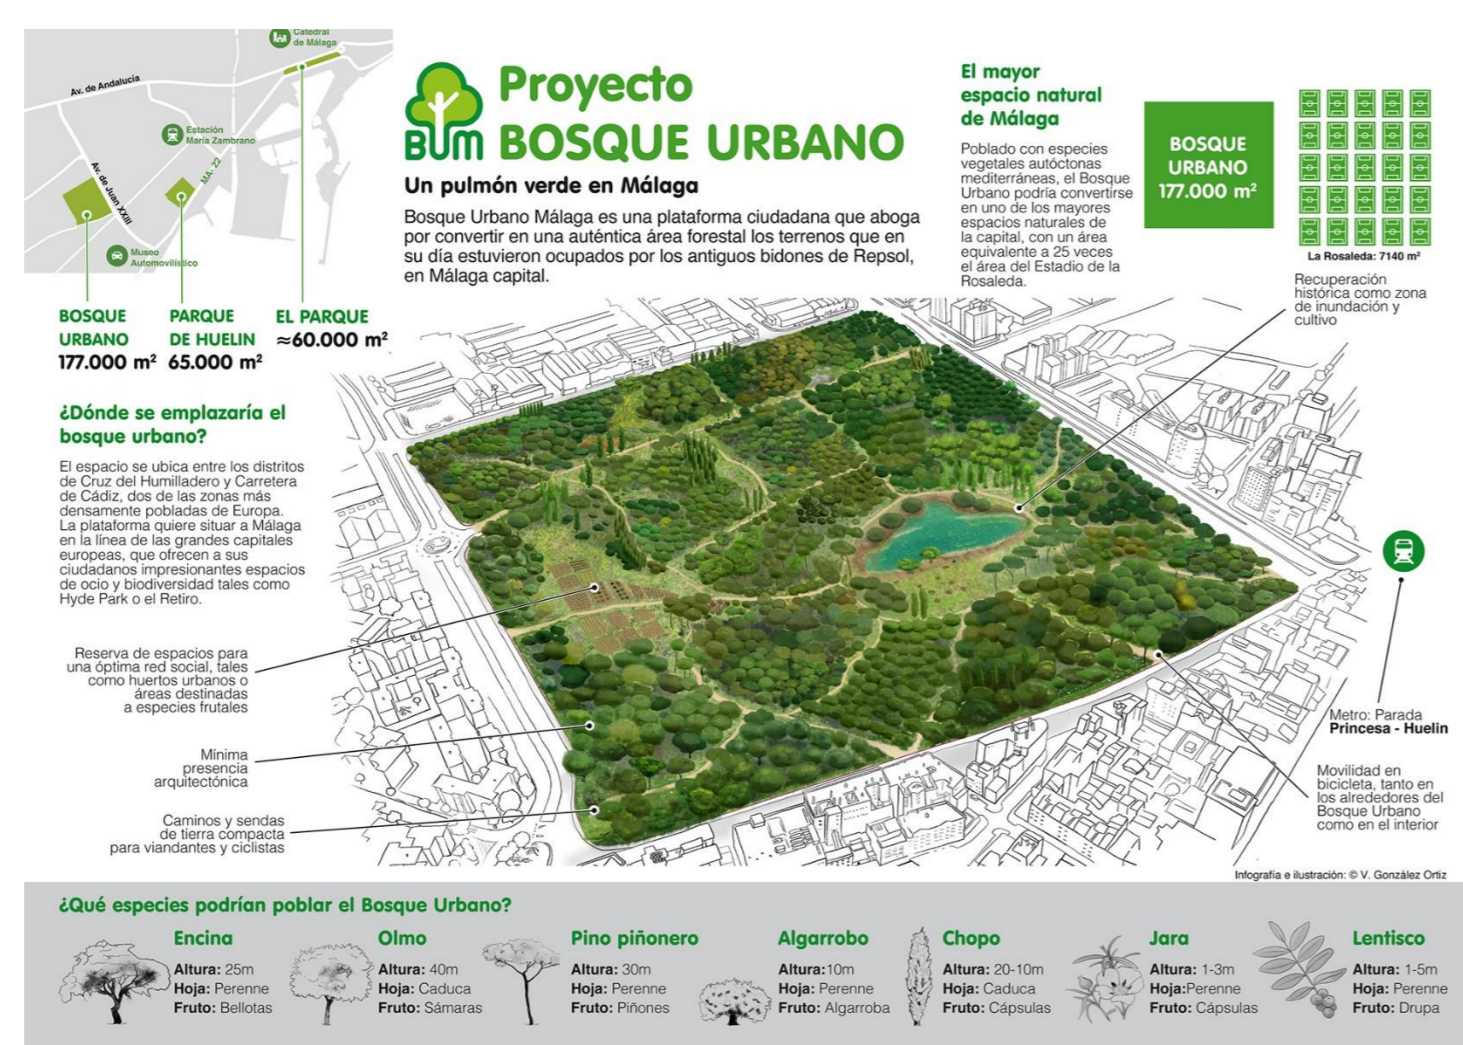 Catedral
de Málaga
Av. de Andalucía
Estación
María Zambrano
MA- 22
Av. de Juan XXIII
Museo
Automovilístico
BOSQUE
URBANO
177.000 m²
PARQUE
DE HUELIN
65.000 m²
EL PARQUE
≈60.000 m²
BUM
Proyecto
BOSQUE URBANO
Un pulmón verde en Málaga
Bosque Urbano Málaga es una plataforma ciudadana que aboga
por convertir en una auténtica área forestal los terrenos que en
su día estuvieron ocupados por los antiguos bidones de Repsol,
en Málaga capital.
El mayor
espacio natural
de Málaga
Poblado con especies
vegetales autóctonas
mediterráneas, el Bosque
Urbano podría convertirse
en uno de los mayores
espacios naturales de
la capital, con un área
equivalente a 25 veces
el área del Estadio de la
Rosaleda.
BOSQUE
URBANO
177.000 m²
La Rosaleda: 7140 m²
Recuperación
histórica como zona
de inundación y
cultivo
¿Dónde se emplazaría el
bosque urbano?
El espacio se ubica entre los distritos
de Cruz del Humilladero y Carretera
de Cádiz, dos de las zonas más
densamente pobladas de Europa.
La plataforma quiere situar a Málaga
en la línea de las grandes capitales
europeas, que ofrecen a sus
ciudadanos impresionantes espacios
de ocio y biodiversidad tales como
Hyde Park o el Retiro.
Reserva de espacios para
una óptima red social, tales
como huertos urbanos o
áreas destinadas
a especies frutales
Mínima
presencia
arquitectónica
Caminos y sendas
de tierra compacta
para viandantes y ciclistas
Metro: Parada
Princesa - Huelin
Movilidad en
bicicleta, tanto en
los alrededores del
Bosque Urbano
como en el interior
Infografía e ilustración: © V. González Ortiz
¿Qué especies podrían poblar el Bosque Urbano?
Encina
Altura: 25m
Hoja: Perenne
Fruto: Bellotas
Olmo
Altura: 40m
Hoja: Caduca
Fruto: Sámaras
Pino piñonero
Altura: 30m
Hoja: Perenne
Fruto: Piñones
Algarrobo
Altura:10m
Hoja: Perenne
Fruto: Algarroba
Chopo
Altura: 20-10m
Hoja: Caduca
Fruto: Cápsulas
Jara
Altura: 1-3m
Hoja:Perenne
Fruto: Cápsulas
Lentisco
Altura: 1-5m
Hoja: Perenne
Fruto: Drupa